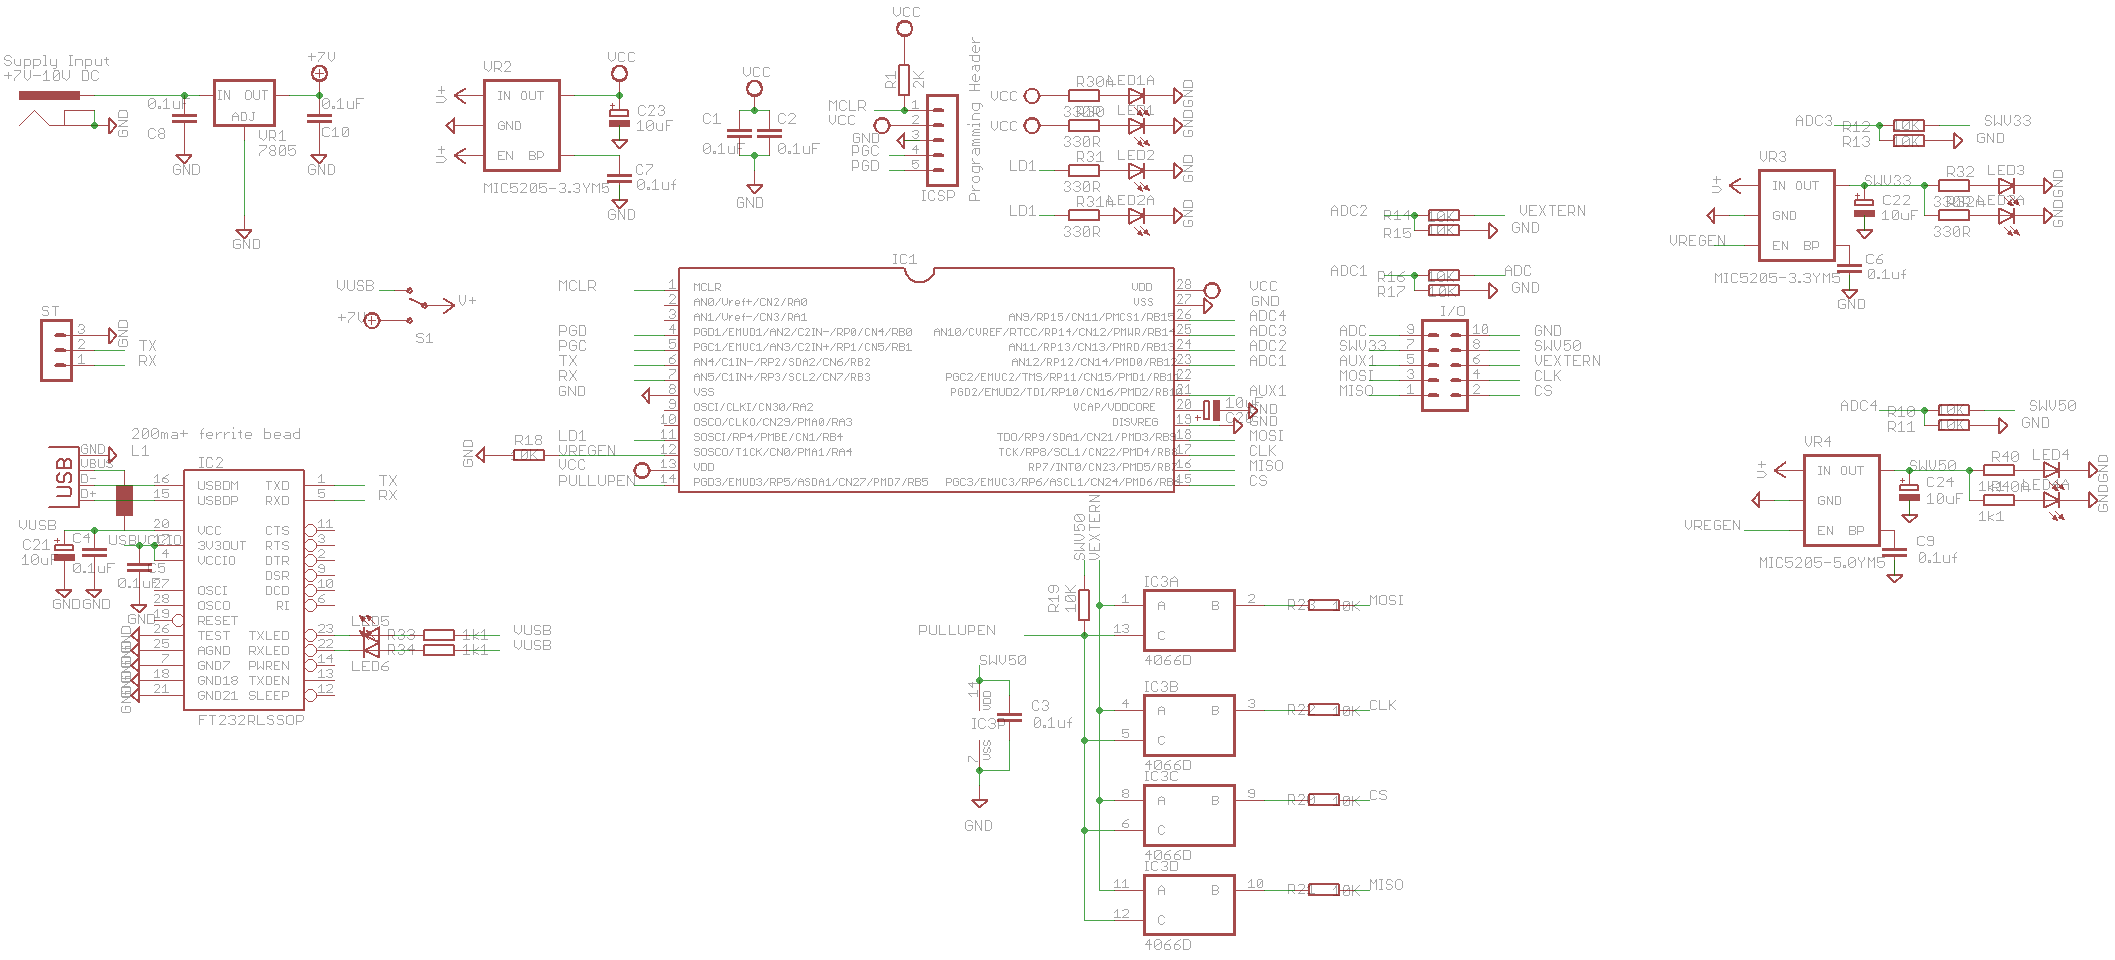 Supply Input
+7V-10V DC
0.1uF
C8
GND
GND
IN OUT
ADJ
VR1
7805
GND
+7V
0.1uF
C10
GND
VR2
V+
V+
IN OUT
GND
EN BP
MIC5205-3.3YM5
VCC
C23
10uF
C7
0.1uf
GND
VCC
C1
C2
0.1uF
0.1uF
GND
VCC
R1
2K
MCLR
VCC
GND
PGC
PGD
1
2
3
4
5
ICSP
Programming Header
VCC
R30A
LED1A
GND
VCC
330R
LED1
GND
330R
LD1
R31
LED2
GND
330R
LD1
R31A
LED2A
GND
330R
ADC3
R12
10K
SWV33
R13
10K
GND
VR3
V+
IN OUT
GND
EN BP
VREGEN
MIC5205-3.3YM5
SWV33
C22
10uF
C6
0.1uf
GND
R32
LED3
GND
GND
330R
ADC2
R14
10K
VEXTERN
R15
10K
GND
ADC1
R16
10K
ADC
R17
10K
GND
I/O
ADC 9 10 GND
SWV33 7 8 SWV50
AUX1 5 6 VEXTERN
MOSI 3 4 CLK
MISO 1 2 CS
VUSB
+7V
V+
S1
ST
3
2
1
GND
TX
RX
IC1
MCLR 1 MCLR
2 AN0/Vref+/CN2/RA0
3 AN1/Vref-/CN3/RA1
PGD 4 PGD1/EMUD1/AN2/C2IN-/RP0/CN4/RB0
PGC 5 PGC1/EMUC1/AN3/C2IN+/RP1/CN5/RB1
TX 6 AN4/C1IN-/RP2/SDA2/CN6/RB2
RX 7 AN5/C1IN+/RP3/SCL2/CN7/RB3
GND 8 VSS
9 OSCI/CLKI/CN30/RA2
10 OSCO/CLKO/CN29/PMA0/RA3
LD1 11 SOSCI/RP4/PMBE/CN1/RB4
GND R18 10K VREGEN 12 SOSCO/T1CK/CN0/PMA1/RA4
VCC 13 VDD
PULLUPEN 14 PGD3/EMUD3/RP5/ASDA1/CN27/PMD7/RB5
VDD 28 VCC
VSS 27 GND
AN9/RP15/CN11/PMCS1/RB15 26 ADC4
AN10/CVREF/RTCC/RP14/CN12/PMWR/RB14 25 ADC3
AN11/RP13/CN13/PMRD/RB13 24 ADC2
AN12/RP12/CN14/PMD0/RB12 23 ADC1
PGC2/EMUC2/TMS/RP11/CN15/PMD1/RB11 22
PGD2/EMUD2/TDI/RP10/CN16/PMD2/RB10 21 AUX1
VCAP/VDDCORE 20 10uF GND
DISVREG 19 GND
TDO/RP9/SDA1/CN21/PMD3/RB9 18 MOSI
TCK/RP8/SCL1/CN22/PMD4/RB8 17 CLK
RP7/INT0/CN23/PMD5/RB7 16 MISO
PGC3/EMUC3/RP6/ASCL1/CN24/PMD6/RB6 15 CS
ADC4
R10
10K
SWV50
R11
10K
GND
VR4
V+
IN OUT
GND
EN BP
VREGEN
MIC5205-5.0YM5
SWV50
C24
10uF
C9
0.1uf
R40
LED4
GND
GND
1k1
200ma+ ferrite bead
L1
USB
GND
VBUS
D-
D+
VUSB
C21
10uF
C4
0.1uF
GND
GND
C5
0.1uF
GND
IC2
16 USBDM TXD 1 TX
15 USBDP RXD 5 RX
20 VCC CTS 11
17 3V3OUT RTS 3
4 VCCIO DTR 2
DSR 9
27 OSCI DCD 10
28 OSCO RI 6
19 RESET
GND 26 TEST TXLED 23
GND 25 AGND RXLED 22
GND 7 GND7 PWREN 14
GND 18 GND18 TXDEN 13
GND 21 GND21 SLEEP 12
FT232RLSSOP
LED5
R33 1k1 VUSB
R34 1k1 VUSB
LED6
SWV50
VEXTERN
R19
10K
PULLUPEN
SWV50
14
VDD
IC3P
VSS
7
C3
0.1uf
GND
IC3A
1 A B 2 10K MOSI
13 C
4066D
IC3B
4 A B 3 10K CLK
5 C
4066D
IC3C
8 A B 9 10K CS
6 C
4066D
IC3D
11 A B 10 10K MISO
12 C
4066D